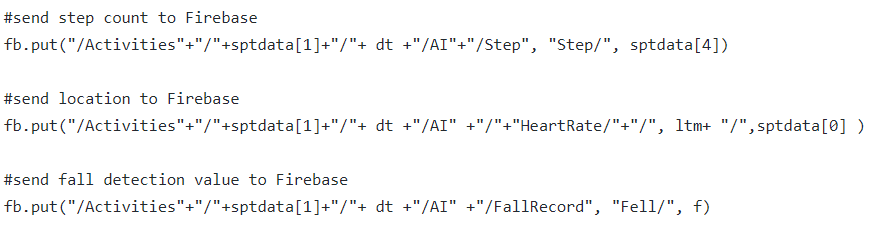 #send step count to Firebase
fb.put("/Activities"+"/"+sptdata[1]+"/"+ dt +"/AI"+"/Step", "Step/", sptdata[4])
#send location to Firebase
fb.put("/Activities"+"/"+sptdata[1]+"/"+ dt +"/AI" +"/"+"HeartRate/"+"/", ltm+ "/",sptdata[0] )
#send fall detection value to Firebase
fb.put("/Activities"+"/"+sptdata[1]+"/"+ dt +"/AI" +"/FallRecord", "Fell/", f)